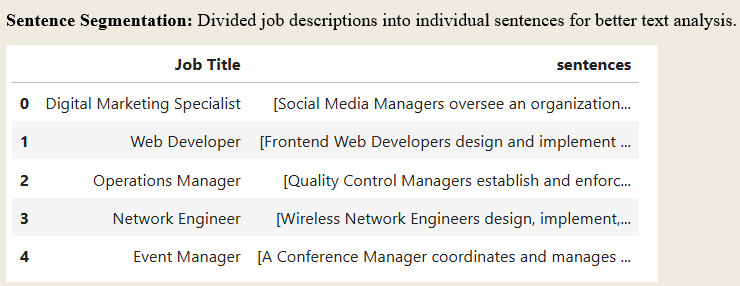 Sentence Segmentation: Divided job descriptions into individual sentences for better text analysis.
Job Title sentences
0 Digital Marketing Specialist [Social Media Managers oversee an organization...
1 Web Developer [Frontend Web Developers design and implement ...
2 Operations Manager [Quality Control Managers establish and enforc...
3 Network Engineer [Wireless Network Engineers design, implement,...
4 Event Manager [A Conference Manager coordinates and manages ...